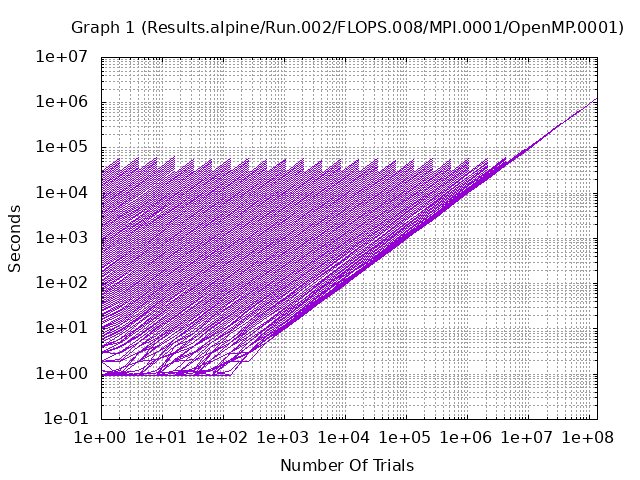 Graph 1 (Results.alpine/Run.002/FLOPS.008/MPI.0001/OpenMP.0001)
1e+07
1e+06
1e+05
1e+04
1e+03
1e+02
1e+01
1e+00
1e-01
Seconds
1e+00 1e+01 1e+02 1e+03 1e+04 1e+05 1e+06 1e+07 1e+08
Number Of Trials